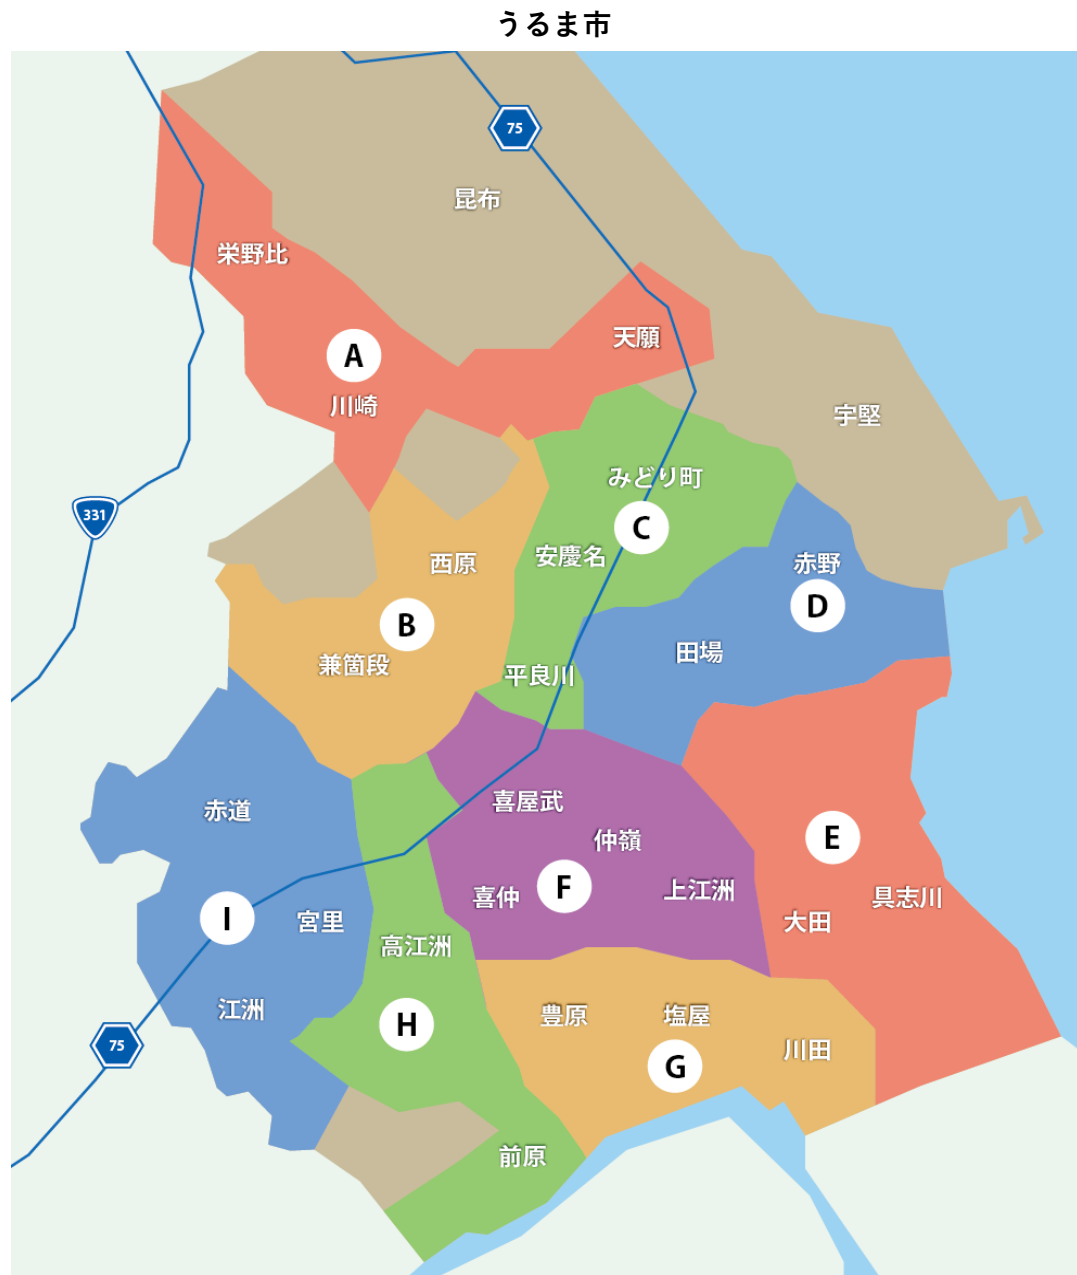 うるま市
75
昆布
栄野比
天願
A
川崎
宇堅
みどり町
331
C
安慶名
西原
赤野
D
B
田場
兼箇段
平良川
喜屋武
赤道
仲嶺
E
F
上江洲
喜仲
具志川
I
宮里
大田
高江洲
江洲
豊原
塩屋
H
75
川田
G
前原